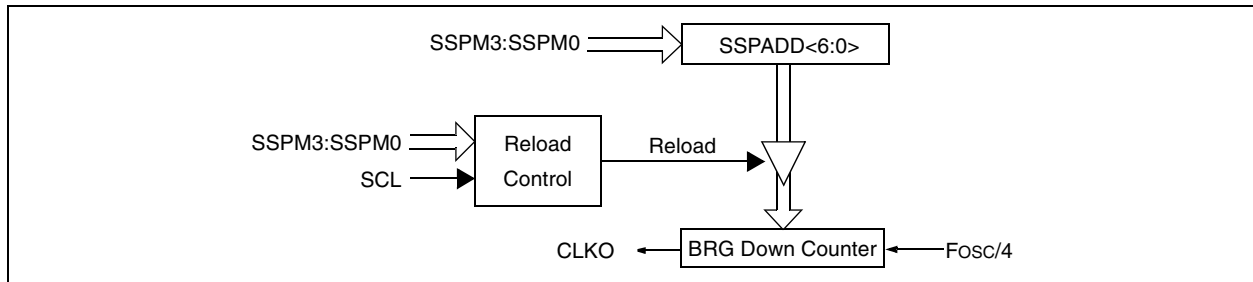 SSPM3:SSPM0
SSPADD<6:0>
SSPM3:SSPM0
SCL
Reload
Control
Reload
CLKO
BRG Down Counter
FOSC/4